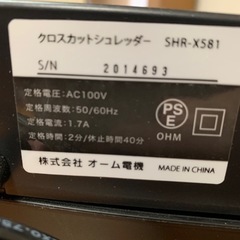 クロスカットシュレッダー SHR-X581
S/N 2014693
定格電圧：AC100V
定格周波数：50/60Hz
定格電流：1.7A
定格時間：2分/休止時間40分
PSE
OHM
株式会社 オーム電機 MADE IN CHINA